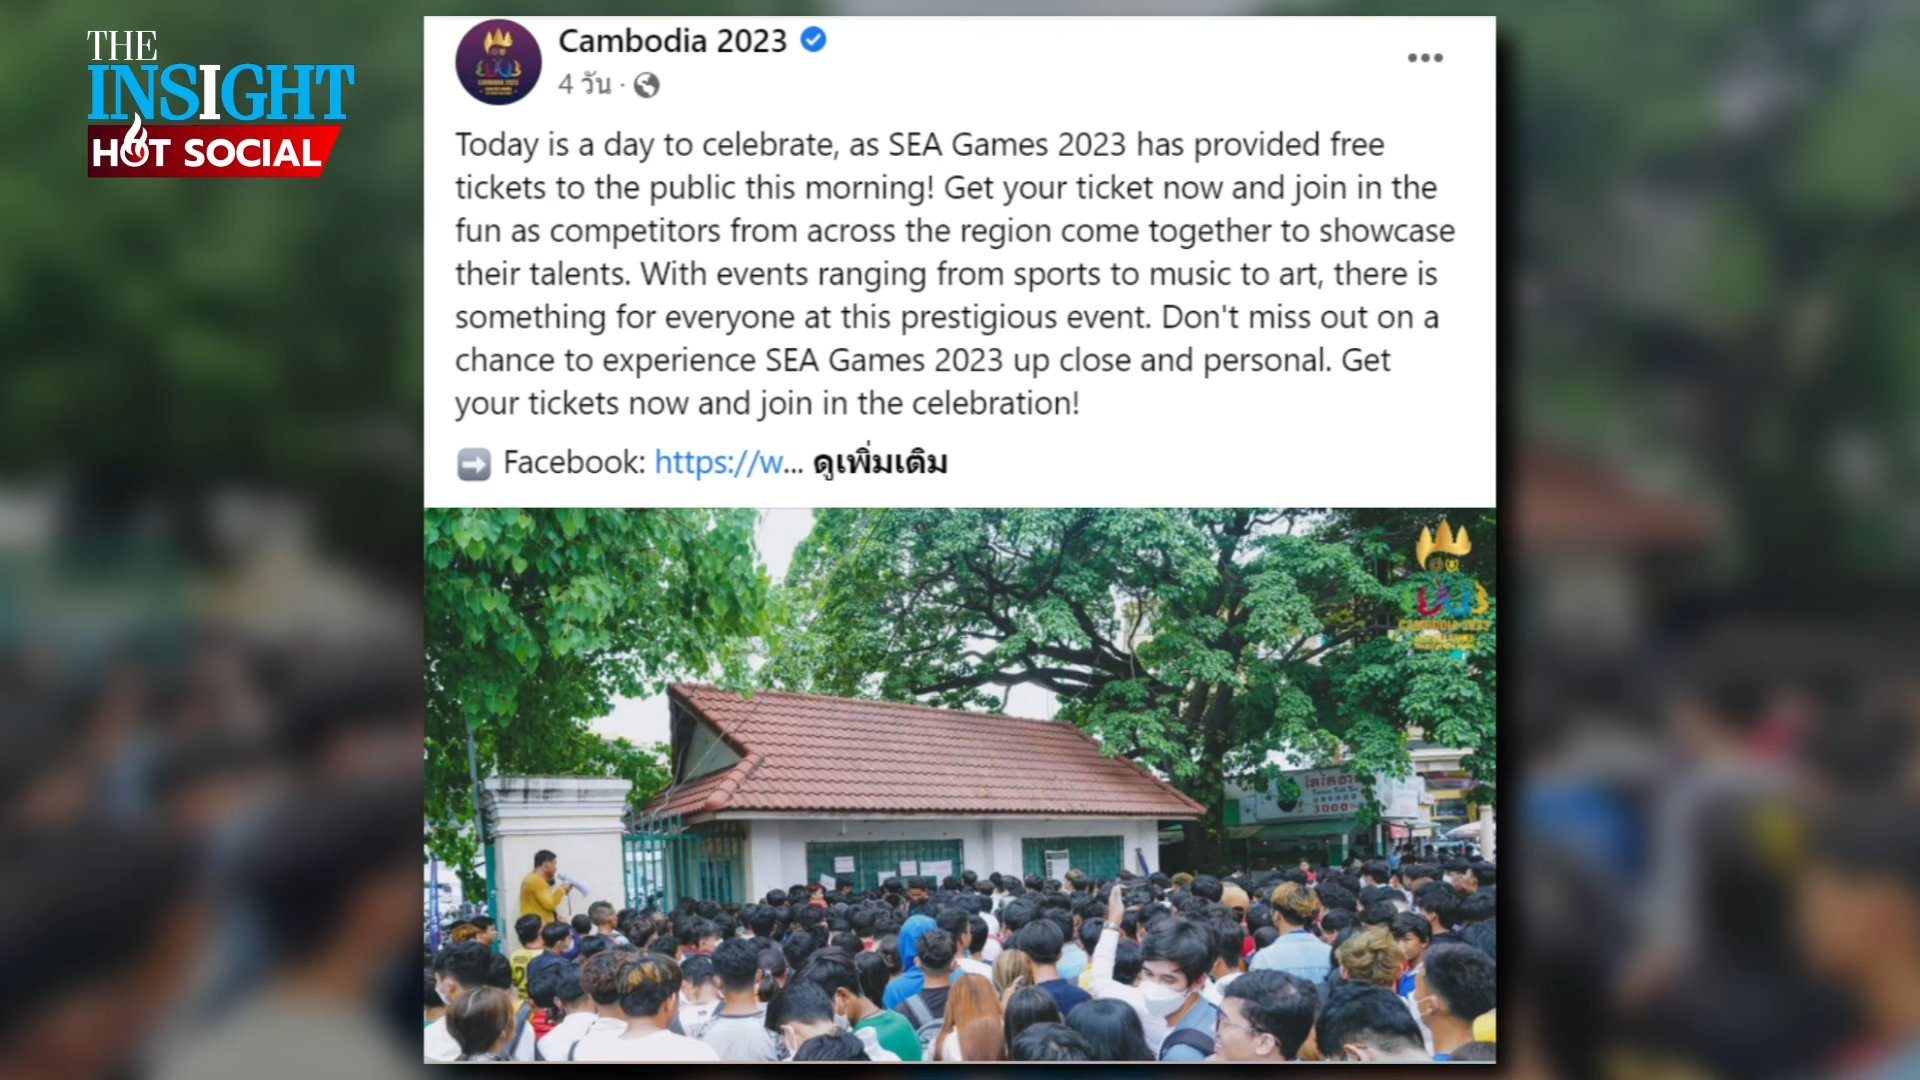 THE
INSIGHT
HOT SOCIAL
Cambodia 2023
4 วัน ·
Today is a day to celebrate, as SEA Games 2023 has provided free
tickets to the public this morning! Get your ticket now and join in the
fun as competitors from across the region come together to showcase
their talents. With events ranging from sports to music to art, there is
something for everyone at this prestigious event. Don't miss out on a
chance to experience SEA Games 2023 up close and personal. Get
your tickets now and join in the celebration!
Facebook: https://w... ดูเพิ่มเติม
CAMBODIA 2023
3000